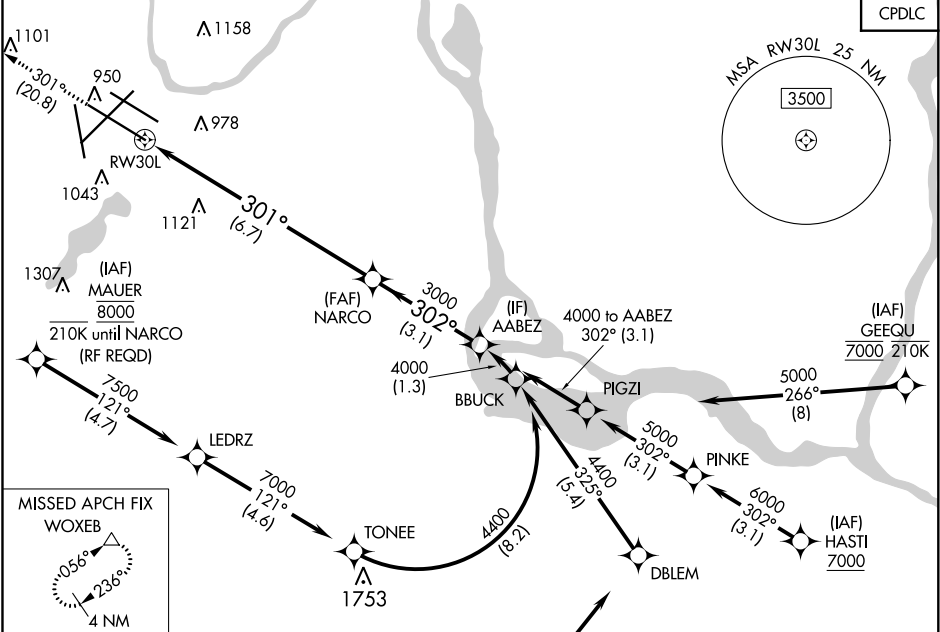 CPDLC
1101
1158
301°
(20.8)
950
978
RW30L
1043
1121
MSA RW30L 25 NM
3500
301°
(6.7)
1307
(IAF)
MAUER
8000
210K until NARCO
(RF REQD)
(FAF)
NARCO
3000
302°
(3.1)
(IF)
AABEZ
4000 to AABEZ
302° (3.1)
(IAF)
GEEQU
7000 210K
4000
(1.3)
BBUCK
PIGZI
5000
266°
(8)
7500
121°
(4.7)
LEDRZ
5000
302°
(3.1)
PINKE
4400
325°
(5.4)
6000
302°
(3.1)
(IAF)
HASTI
7000
7000
121°
(4.6)
TONEE
4400
(8.2)
DBLEM
1753
MISSED APCH FIX
WOXEB
056°
236°
4 NM